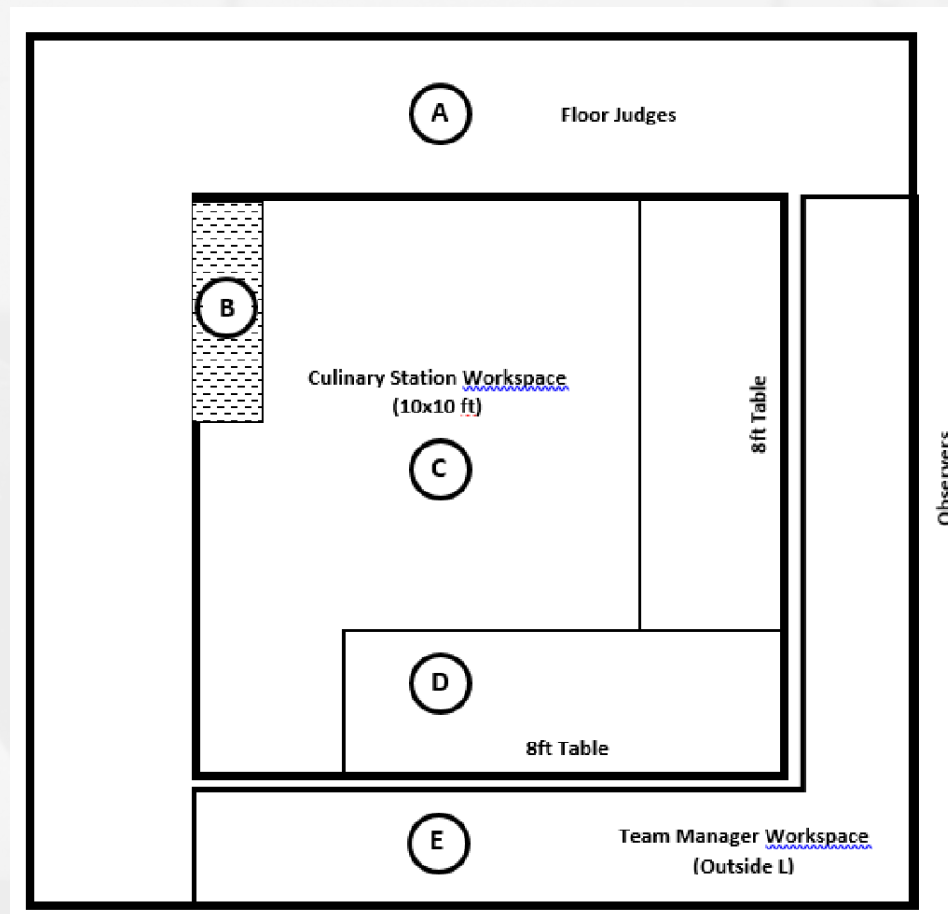 A
Floor Judges
B
Culinary Station Workspace
(10x10 ft)
8ft Table
C
Observers
D
8ft Table
E
Team Manager Workspace
(Outside L)